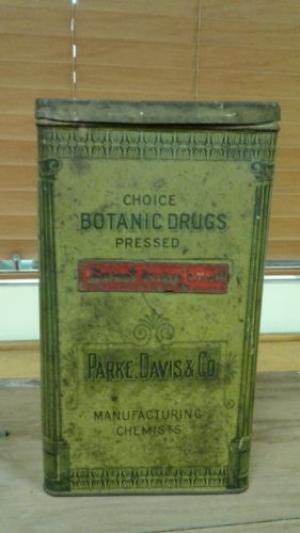 CHOICE
BOTANIC DRUGS
PRESSED
PARKE, DAVIS & CO
MANUFACTURING
CHEMISTS